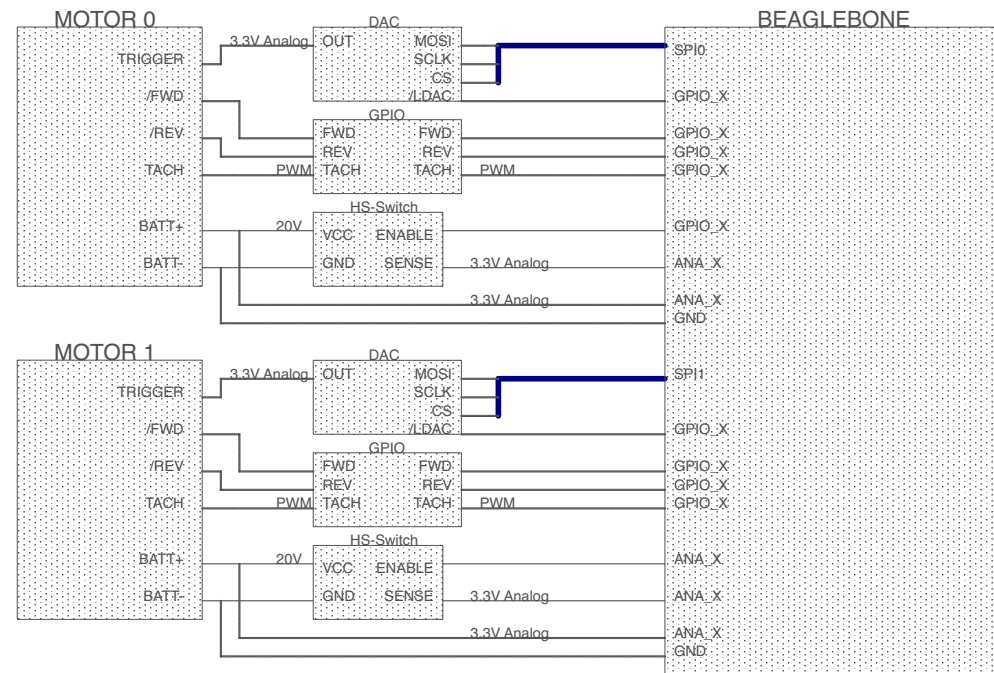 MOTOR 0 DAC BEAGLEBONE
TRIGGER 3.3V Analog OUT MOSI SPI0
SCLK
CS
/FWD /LDAC GPIO_X
GPIO
/REV FWD FWD GPIO_X
REV REV GPIO_X
TACH PWM TACH TACH PWM GPIO_X
HS-Switch
BATT+ 20V VCC ENABLE GPIO_X
BATT- GND SENSE 3.3V Analog ANA_X
3.3V Analog ANA_X
GND
MOTOR 1 DAC
TRIGGER 3.3V Analog OUT MOSI SPI1
SCLK
CS
/FWD /LDAC GPIO_X
GPIO
/REV FWD FWD GPIO_X
REV REV GPIO_X
TACH PWM TACH TACH PWM GPIO_X
HS-Switch
BATT+ 20V VCC ENABLE ANA_X
BATT- GND SENSE 3.3V Analog ANA_X
3.3V Analog ANA_X
GND